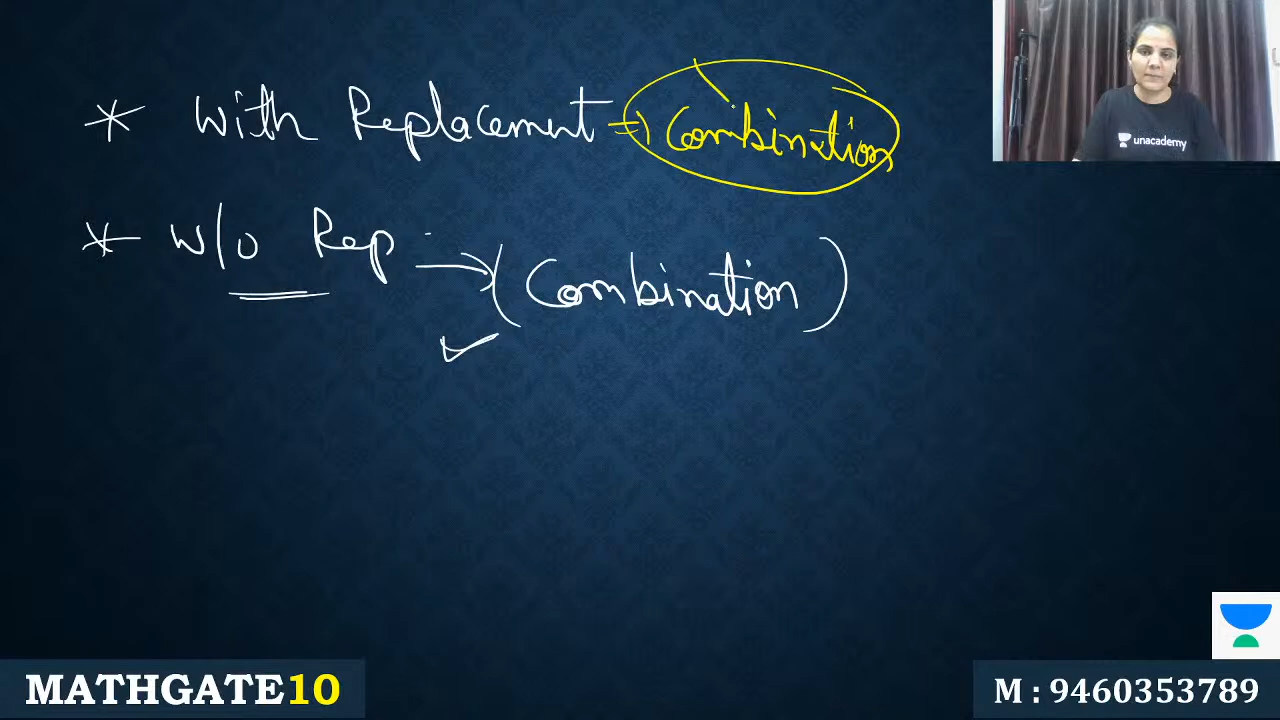 * With Replacement => Combination
unacademy
* w/o Rep. → (Combination)
MATHGATE10
M : 9460353789